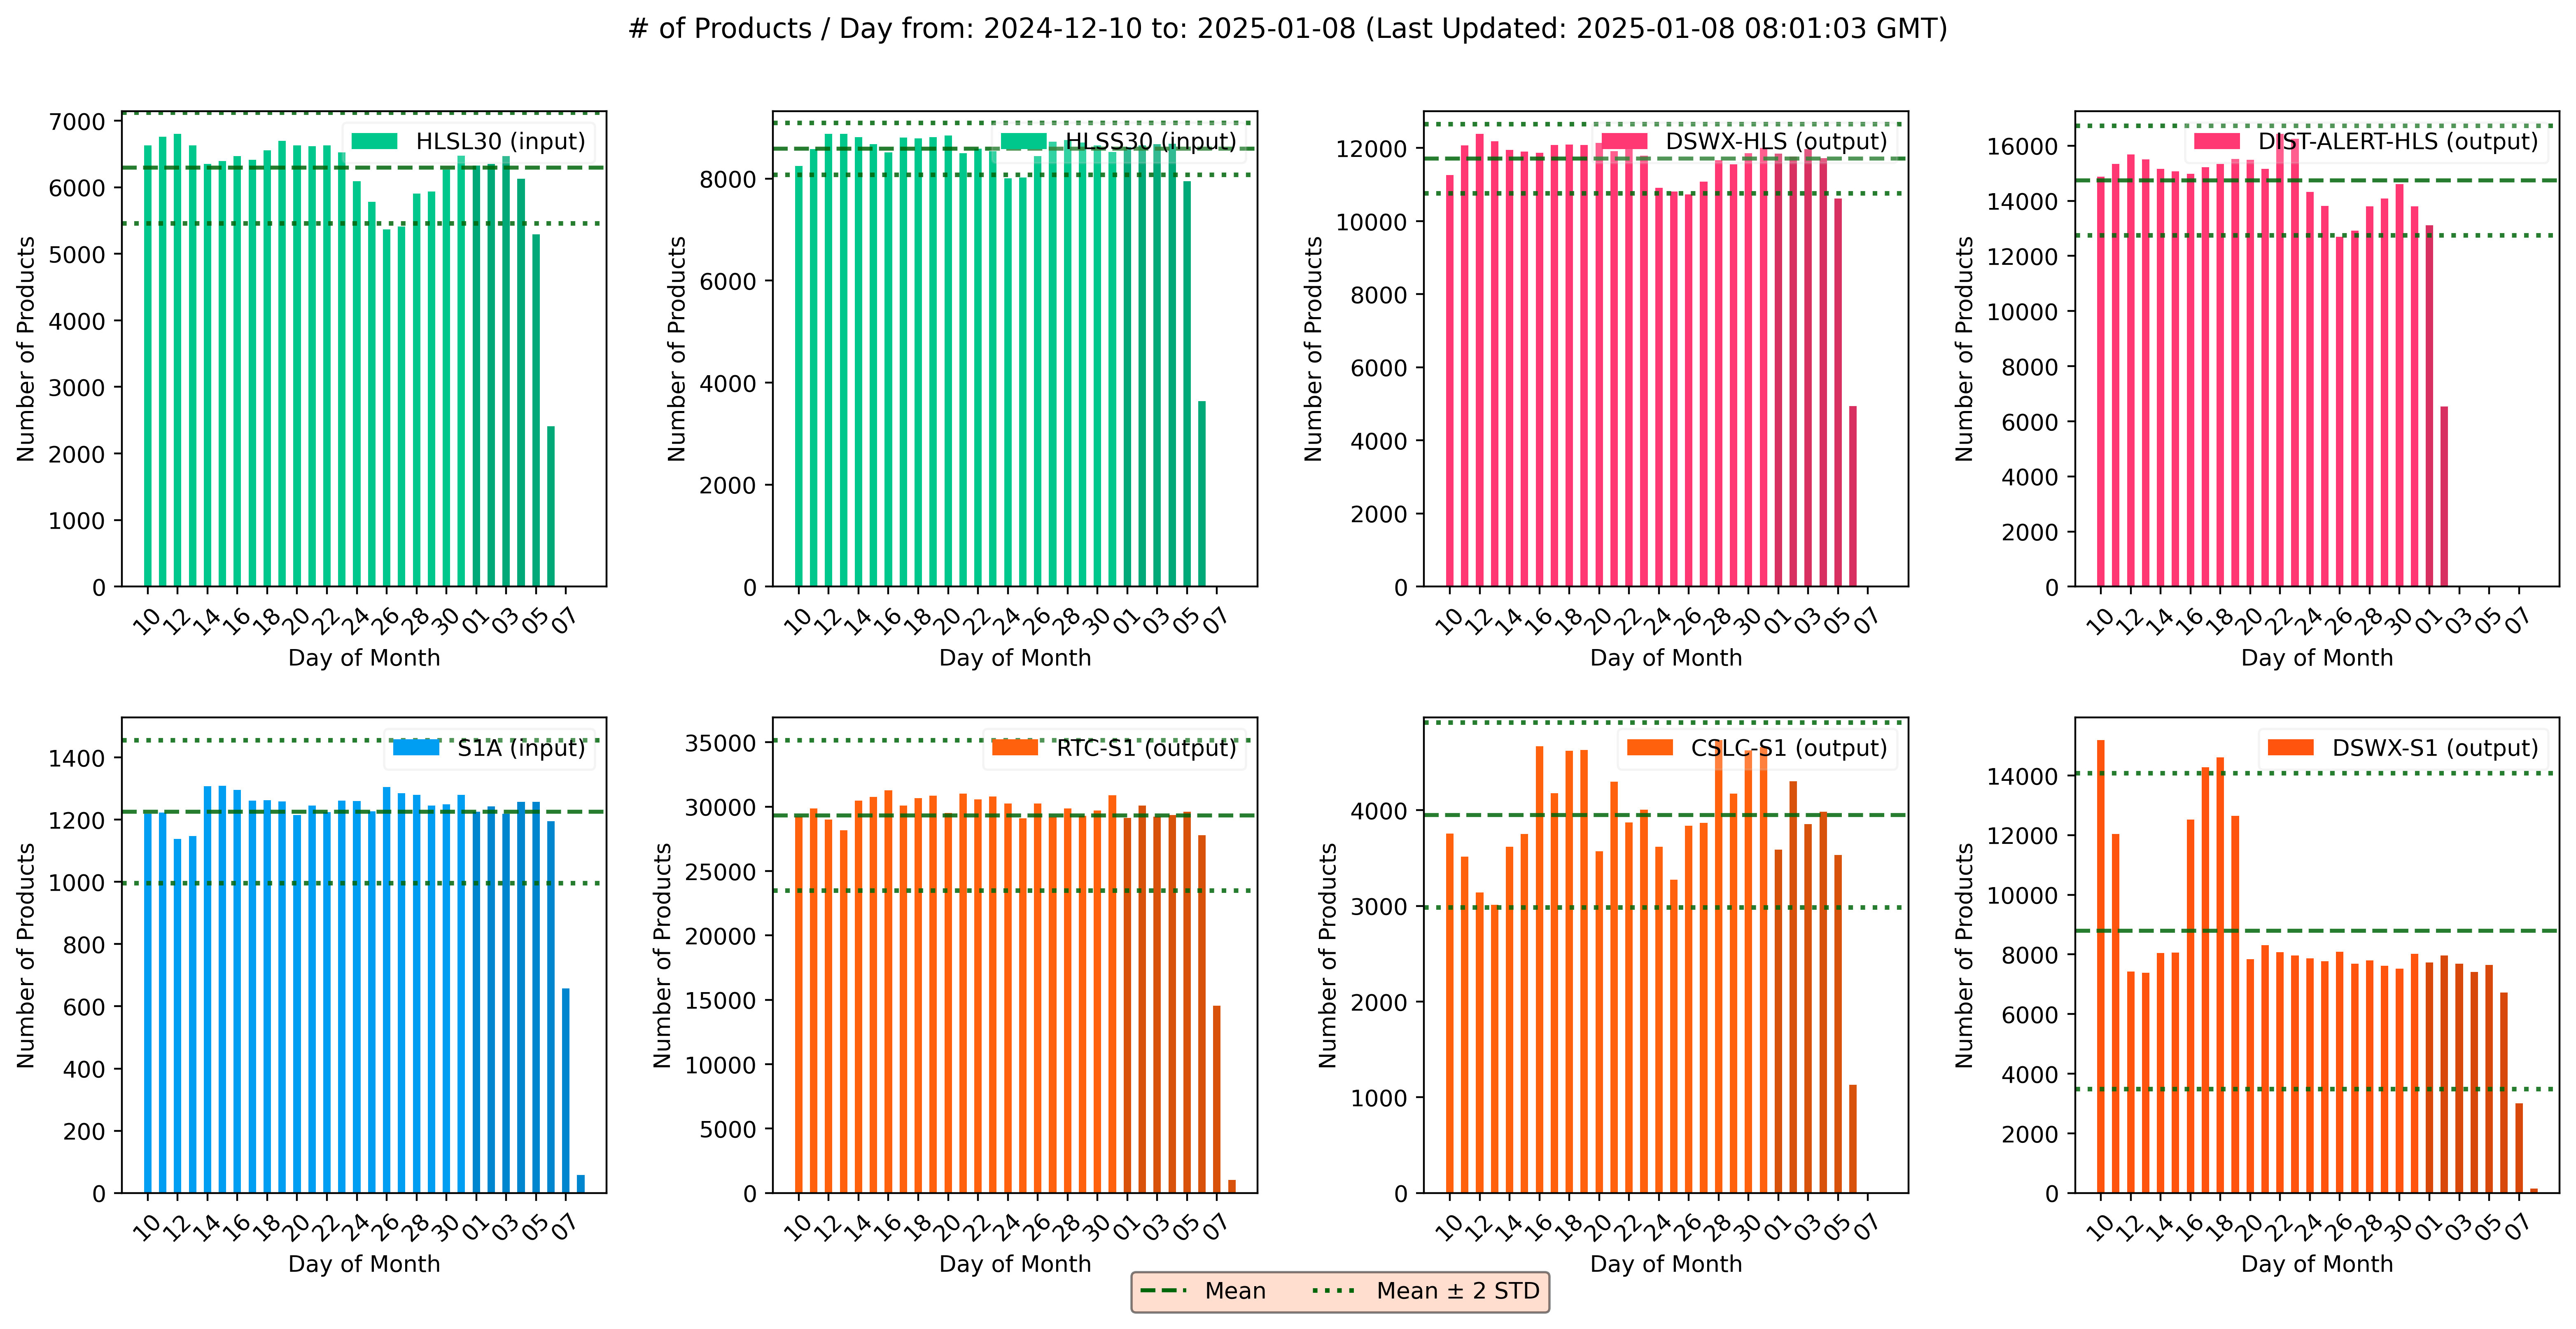 # of Products / Day from: 2024-12-10 to: 2025-01-08 (Last Updated: 2025-01-08 08:01:03 GMT)
HLSL30 (input)
Number of Products
7000
6000
5000
4000
3000
2000
1000
0
10 12 14 16 18 20 22 24 26 28 30 01 03 05 07
Day of Month
HLSS30 (input)
Number of Products
8000
6000
4000
2000
0
10 12 14 16 18 20 22 24 26 28 30 01 03 05 07
Day of Month
DSWX-HLS (output)
Number of Products
12000
10000
8000
6000
4000
2000
0
10 12 14 16 18 20 22 24 26 28 30 01 03 05 07
Day of Month
DIST-ALERT-HLS (output)
Number of Products
16000
14000
12000
10000
8000
6000
4000
2000
0
10 12 14 16 18 20 22 24 26 28 30 01 03 05 07
Day of Month
S1A (input)
Number of Products
1400
1200
1000
800
600
400
200
0
10 12 14 16 18 20 22 24 26 28 30 01 03 05 07
Day of Month
RTC-S1 (output)
Number of Products
35000
30000
25000
20000
15000
10000
5000
0
10 12 14 16 18 20 22 24 26 28 30 01 03 05 07
Day of Month
CSLC-S1 (output)
Number of Products
4000
3000
2000
1000
0
10 12 14 16 18 20 22 24 26 28 30 01 03 05 07
Day of Month
DSWX-S1 (output)
Number of Products
14000
12000
10000
8000
6000
4000
2000
0
10 12 14 16 18 20 22 24 26 28 30 01 03 05 07
Day of Month
Mean
Mean ± 2 STD